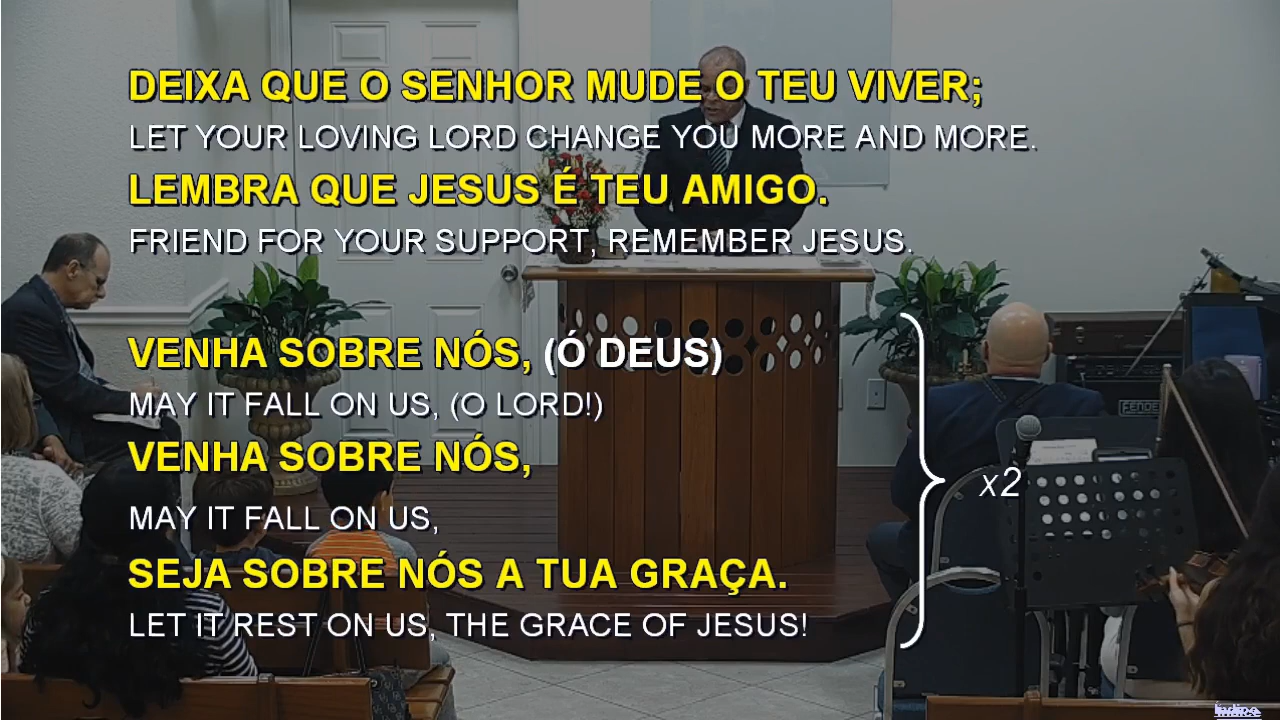 DEIXA QUE O SENHOR MUDE O TEU VIVER;
LET YOUR LOVING LORD CHANGE YOU MORE AND MORE.
LEMBRA QUE JESUS É TEU AMIGO.
FRIEND FOR YOUR SUPPORT, REMEMBER JESUS.
VENHA SOBRE NÓS, (Ó DEUS)
MAY IT FALL ON US, (O LORD!)
VENHA SOBRE NÓS,
MAY IT FALL ON US,
x2
SEJA SOBRE NÓS A TUA GRAÇA.
LET IT REST ON US, THE GRACE OF JESUS!
FENDER
Índice